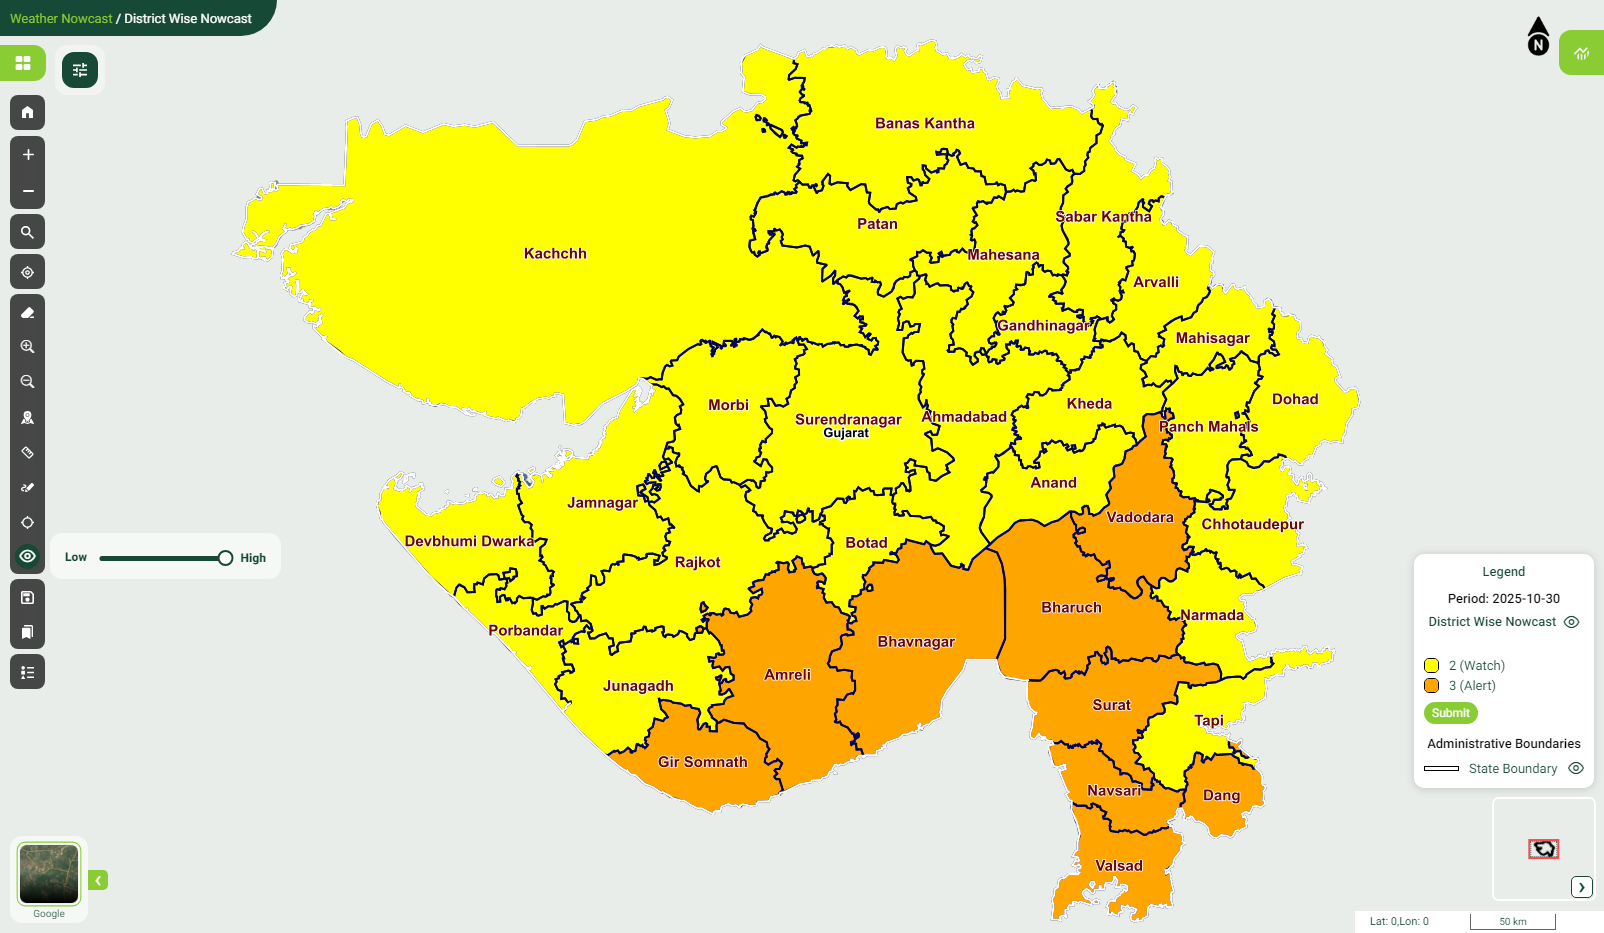 Weather Nowcast / District Wise Nowcast
N
Banas Kantha
Patan
Sabar Kantha
Kachchh
Mahesana
Arvalli
Gandhinagar
Mahisagar
Morbi
Surendranagar
Gujarat
Ahmadabad
Kheda
Dohad
Panch Mahals
Anand
Jamnagar
Vadodara
Chhotaudepur
Devbhumi Dwarka
Botad
Low
High
Rajkot
Bharuch
Narmada
Porbandar
Bhavnagar
Junagadh
Amreli
Surat
Tapi
Gir Somnath
Navsari
Dang
Valsad
Legend
Period: 2025-10-30
District Wise Nowcast
2 (Watch)
3 (Alert)
Submit
Administrative Boundaries
State Boundary
Google
Lat: 0,Lon: 0
50 km